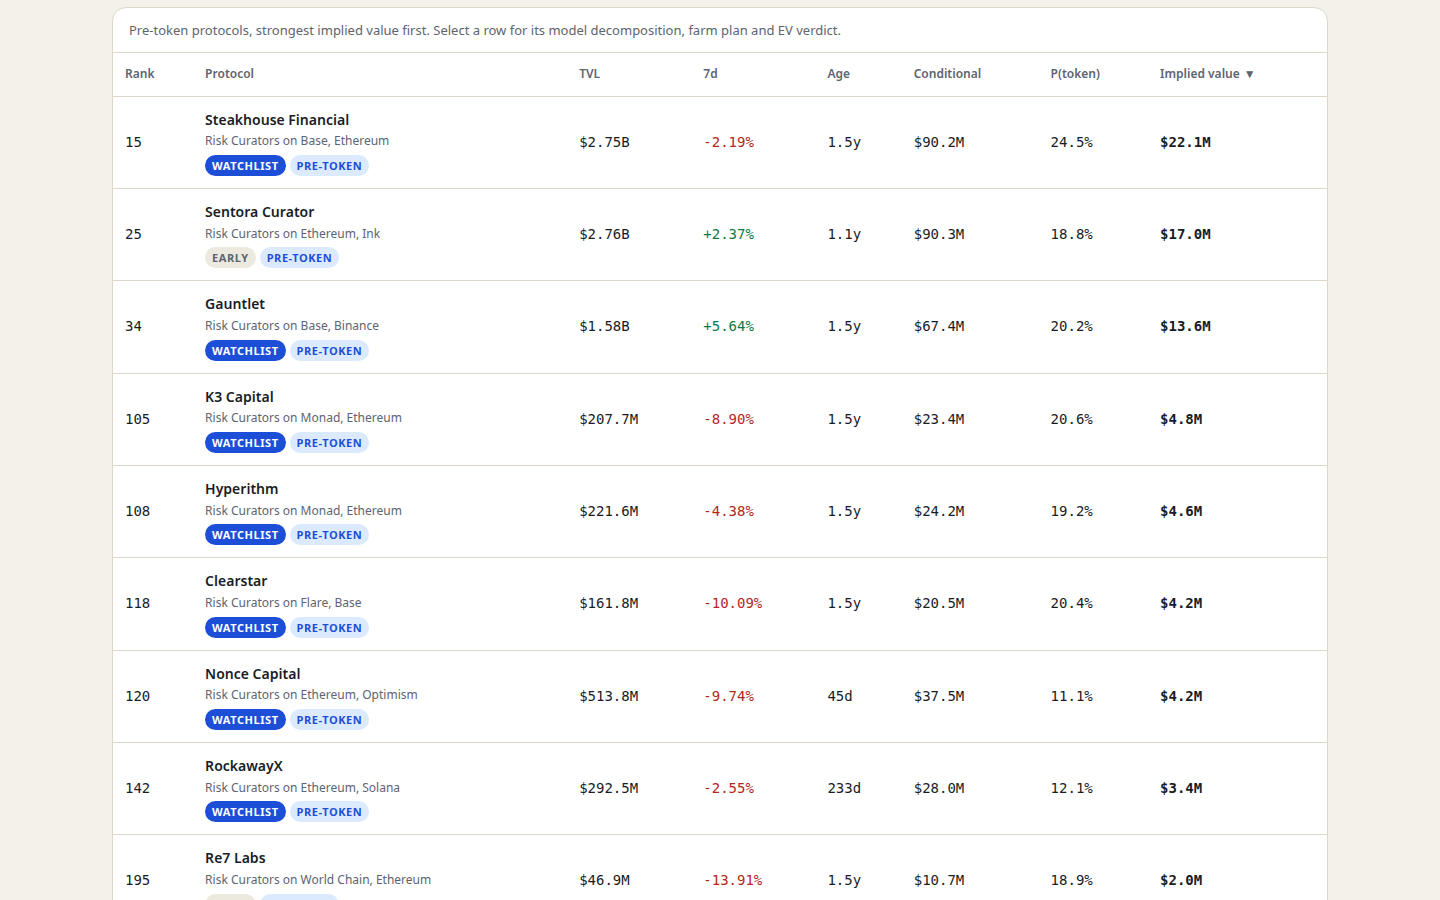 Pre-token protocols, strongest implied value first. Select a row for its model decomposition, farm plan and EV verdict.
Rank Protocol TVL 7d Age Conditional P(token) Implied value ▼
Steakhouse Financial
15 Risk Curators on Base, Ethereum $2.75B -2.19% 1.5y $90.2M 24.5% $22.1M
WATCHLIST PRE-TOKEN
Sentora Curator
25 Risk Curators on Ethereum, Ink $2.76B +2.37% 1.1y $90.3M 18.8% $17.0M
EARLY PRE-TOKEN
Gauntlet
34 Risk Curators on Base, Binance $1.58B +5.64% 1.5y $67.4M 20.2% $13.6M
WATCHLIST PRE-TOKEN
K3 Capital
105 Risk Curators on Monad, Ethereum $207.7M -8.90% 1.5y $23.4M 20.6% $4.8M
WATCHLIST PRE-TOKEN
Hyperithm
108 Risk Curators on Monad, Ethereum $221.6M -4.38% 1.5y $24.2M 19.2% $4.6M
WATCHLIST PRE-TOKEN
Clearstar
118 Risk Curators on Flare, Base $161.8M -10.09% 1.5y $20.5M 20.4% $4.2M
WATCHLIST PRE-TOKEN
Nonce Capital
120 Risk Curators on Ethereum, Optimism $513.8M -9.74% 45d $37.5M 11.1% $4.2M
WATCHLIST PRE-TOKEN
RockawayX
142 Risk Curators on Ethereum, Solana $292.5M -2.55% 233d $28.0M 12.1% $3.4M
WATCHLIST PRE-TOKEN
Re7 Labs
195 Risk Curators on World Chain, Ethereum $46.9M -13.91% 1.5y $10.7M 18.9% $2.0M